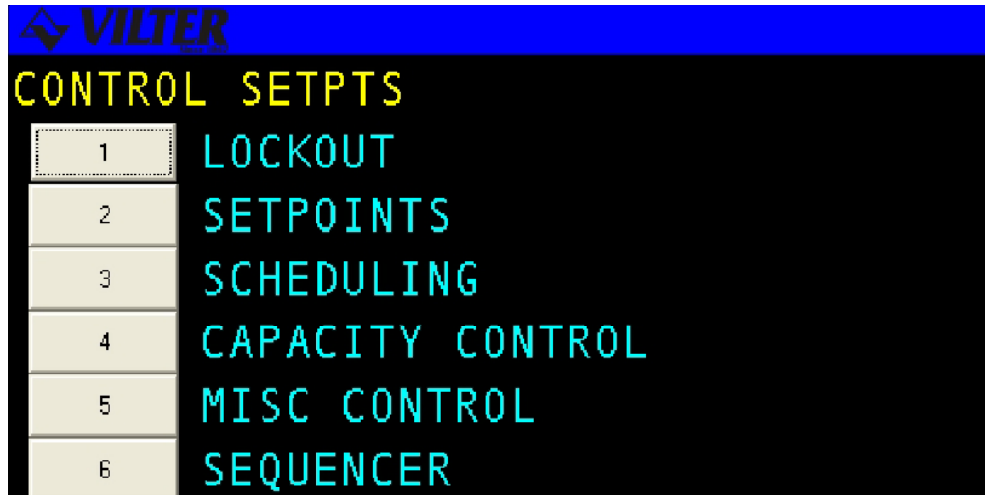 VILTER
CONTROL SETPTS
1 LOCKOUT
2 SETPOINTS
3 SCHEDULING
4 CAPACITY CONTROL
5 MISC CONTROL
6 SEQUENCER